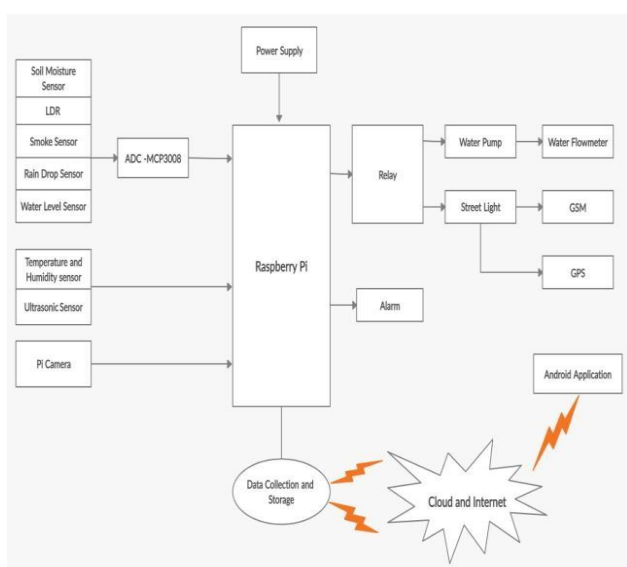 Power Supply
Soil Moisture
Sensor
LDR
Smoke Sensor
Rain Drop Sensor
Water Level Sensor
ADC -MCP3008
Temperature and
Humidity sensor
Ultrasonic Sensor
Pi Camera
Raspberry Pi
Relay
Water Pump
Water Flowmeter
Street Light
GSM
GPS
Alarm
Android Application
Data Collection and
Storage
Cloud and Internet